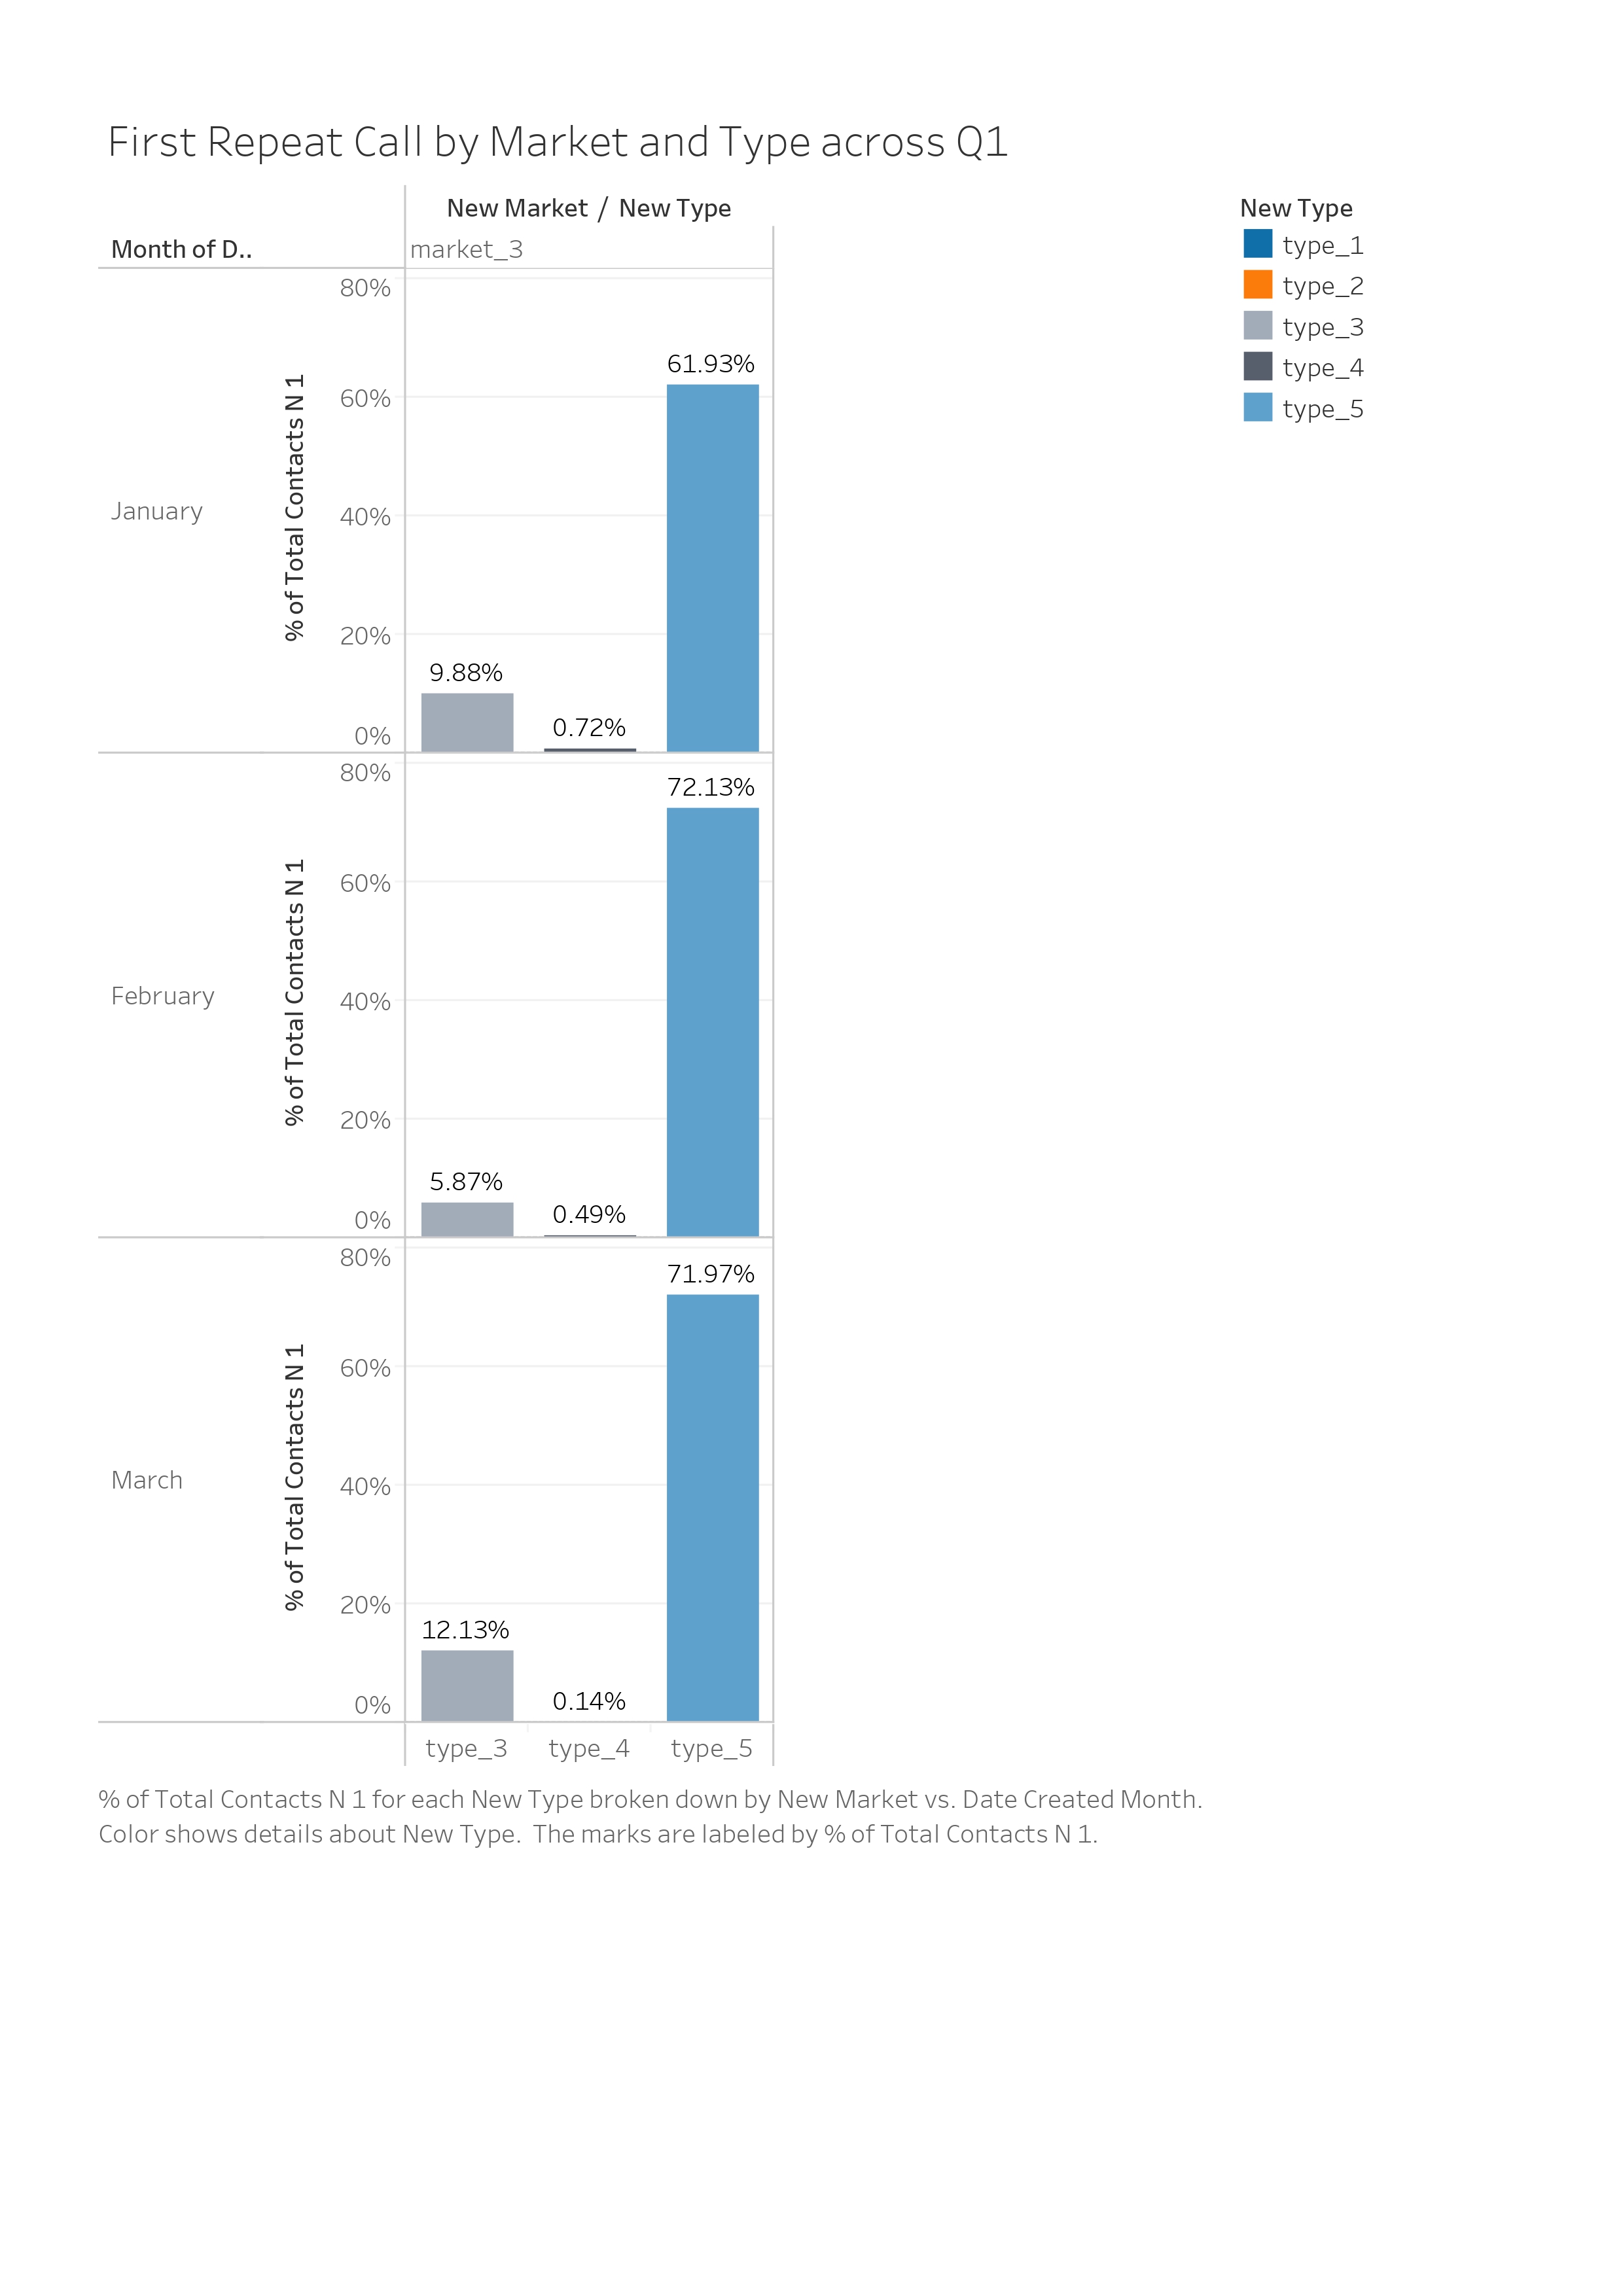 First Repeat Call by Market and Type across Q1
New Market / New Type
Month of D..
market_3
January
% of Total Contacts N 1
80%
60%
40%
20%
0%
61.93%
9.88%
0.72%
February
% of Total Contacts N 1
80%
60%
40%
20%
0%
72.13%
5.87%
0.49%
March
% of Total Contacts N 1
80%
60%
40%
20%
0%
71.97%
12.13%
0.14%
type_3
type_4
type_5
New Type
type_1
type_2
type_3
type_4
type_5
% of Total Contacts N 1 for each New Type broken down by New Market vs. Date Created Month.
Color shows details about New Type.  The marks are labeled by % of Total Contacts N 1.